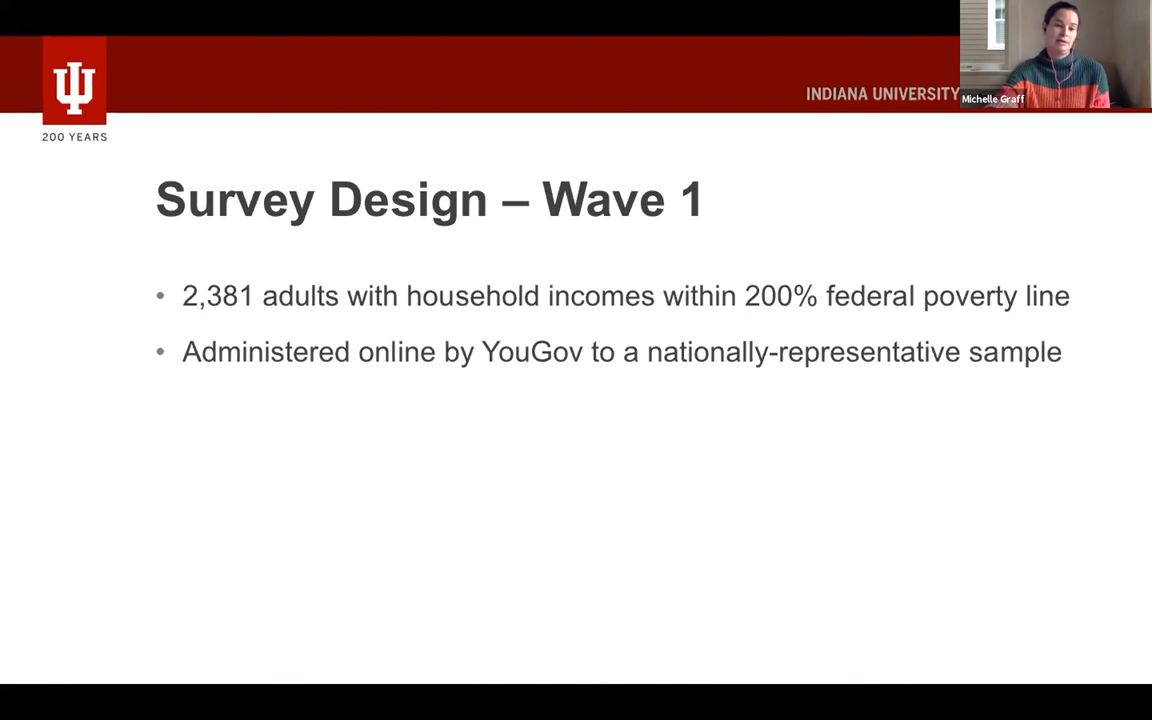 INDIANA UNIVERSITY
Michelle Graff
200 YEARS
Survey Design – Wave 1
• 2,381 adults with household incomes within 200% federal poverty line
• Administered online by YouGov to a nationally-representative sample